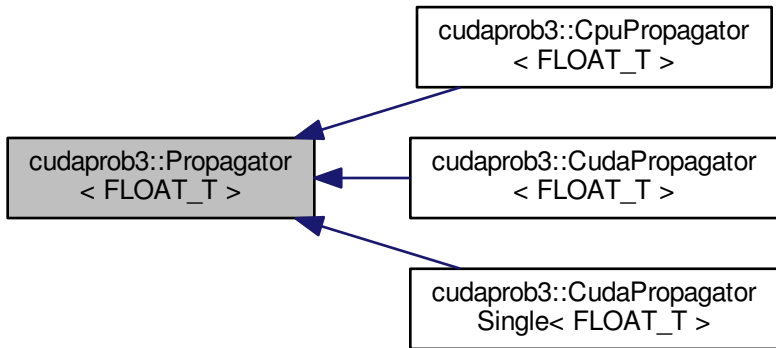 cudaprob3::CpuPropagator
< FLOAT_T >
cudaprob3::Propagator
< FLOAT_T >
cudaprob3::CudaPropagator
< FLOAT_T >
cudaprob3::CudaPropagator
Single< FLOAT_T >